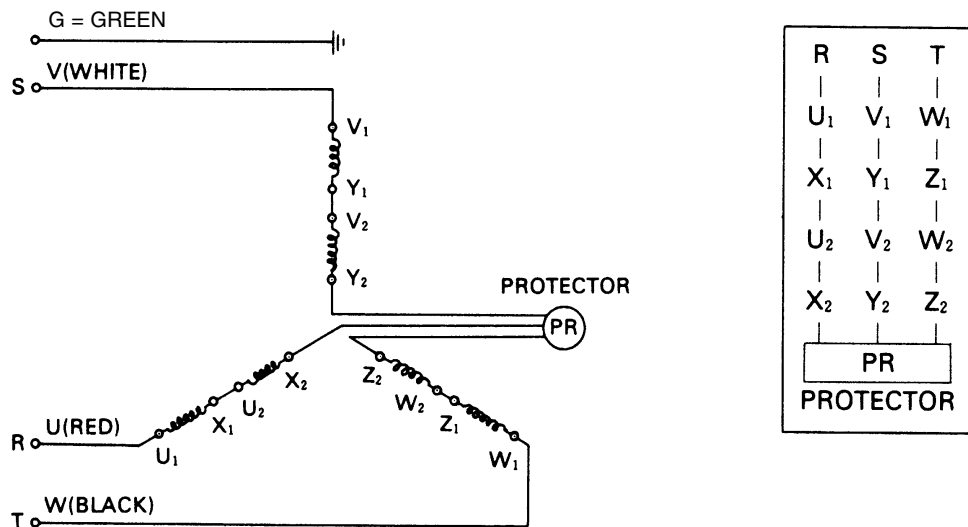 G = GREEN
S V(WHITE)
V₁
Y₁
V₂
Y₂
PROTECTOR
PR
X₂
U₂
X₁
U₁
Z₂
W₂
Z₁
W₁
R U(RED)
T W(BLACK)
R S T
U₁ V₁ W₁
X₁ Y₁ Z₁
U₂ V₂ W₂
X₂ Y₂ Z₂
PR
PROTECTOR